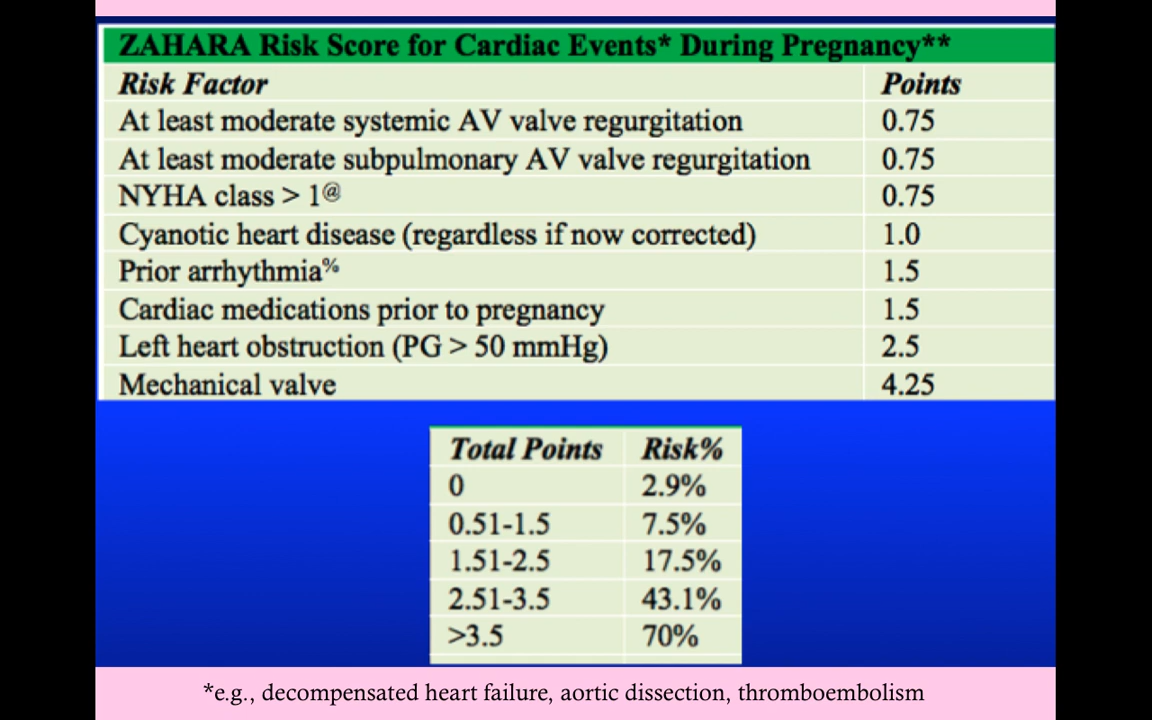 ZAHARA Risk Score for Cardiac Events* During Pregnancy**
Risk Factor Points
At least moderate systemic AV valve regurgitation 0.75
At least moderate subpulmonary AV valve regurgitation 0.75
NYHA class > 1@ 0.75
Cyanotic heart disease (regardless if now corrected) 1.0
Prior arrhythmia% 1.5
Cardiac medications prior to pregnancy 1.5
Left heart obstruction (PG > 50 mmHg) 2.5
Mechanical valve 4.25
Total Points Risk%
0 2.9%
0.51-1.5 7.5%
1.51-2.5 17.5%
2.51-3.5 43.1%
>3.5 70%
*e.g., decompensated heart failure, aortic dissection, thromboembolism